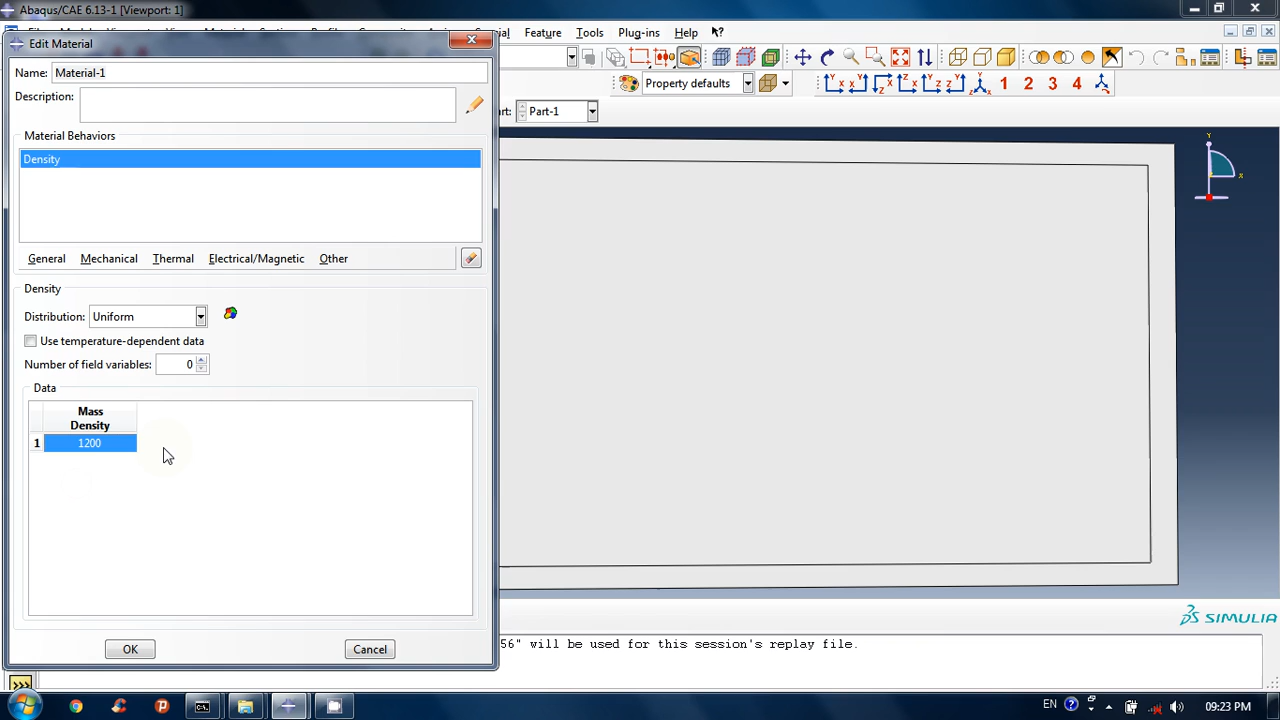 Abaqus/CAE 6.13-1 [Viewport: 1]
Feature Tools Plug-ins Help
Edit Material
Name: Material-1
Description:
Property defaults
1 2 3 4
Part-1
Material Behaviors
Density
General Mechanical Thermal Electrical/Magnetic Other
Density
Distribution: Uniform
Use temperature-dependent data
Number of field variables: 0
Data
Mass
Density
1 1200
OK Cancel
Y
X
SIMULIA
56" will be used for this session's replay file.
>>>
EN 09:23 PM